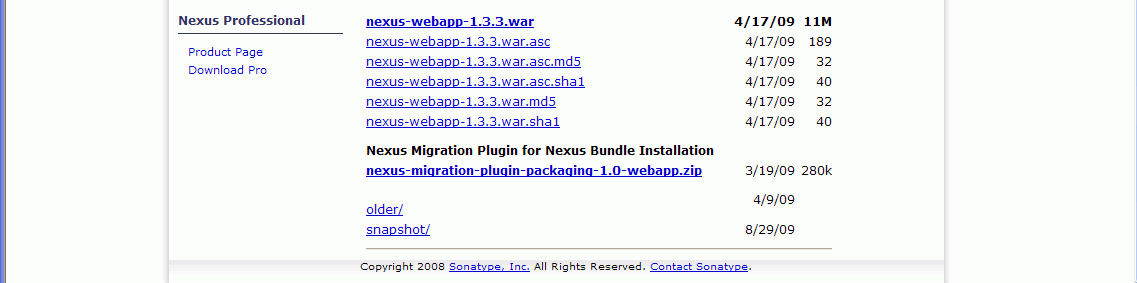 Nexus Professional
Product Page
Download Pro
nexus-webapp-1.3.3.war 4/17/09 11M
nexus-webapp-1.3.3.war.asc 4/17/09 189
nexus-webapp-1.3.3.war.asc.md5 4/17/09 32
nexus-webapp-1.3.3.war.asc.sha1 4/17/09 40
nexus-webapp-1.3.3.war.md5 4/17/09 32
nexus-webapp-1.3.3.war.sha1 4/17/09 40
Nexus Migration Plugin for Nexus Bundle Installation
nexus-migration-plugin-packaging-1.0-webapp.zip 3/19/09 280k
4/9/09
older/
snapshot/ 8/29/09
Copyright 2008 Sonatype, Inc. All Rights Reserved. Contact Sonatype.